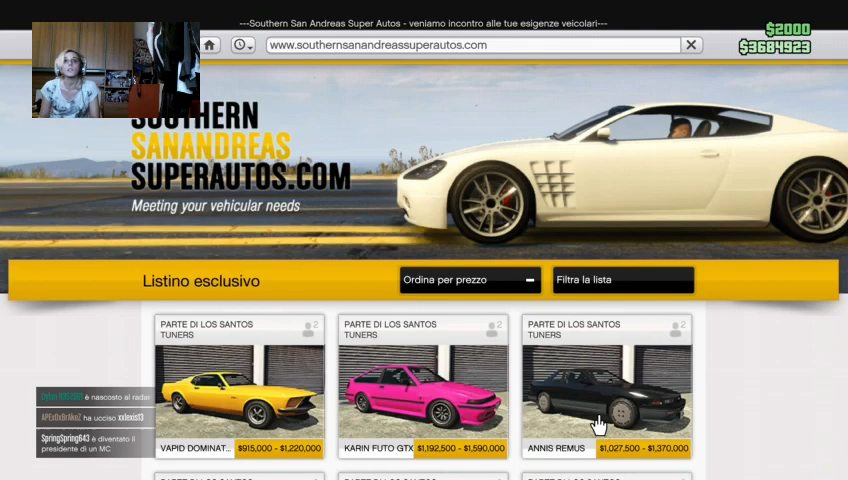 ---Southern San Andreas Super Autos - veniamo incontro alle tue esigenze veicolari---
$2000
www.southernsanandreassuperautos.com
$3684923
SOUTHERN
SANANDREAS
SUPERAUTOS.COM
Meeting your vehicular needs
Listino esclusivo
Ordina per prezzo
Filtra la lista
PARTE DI LOS SANTOS TUNERS
2
PARTE DI LOS SANTOS TUNERS
2
PARTE DI LOS SANTOS TUNERS
2
è nascosto al radar
ha ucciso xxlexist3
SpringSpring643 è diventato il
presidente di un MC
VAPID DOMINAT... $915,000 - $1,220,000
KARIN FUTO GTX $1,192,500 - $1,590,000
ANNIS REMUS $1,027,500 - $1,370,000